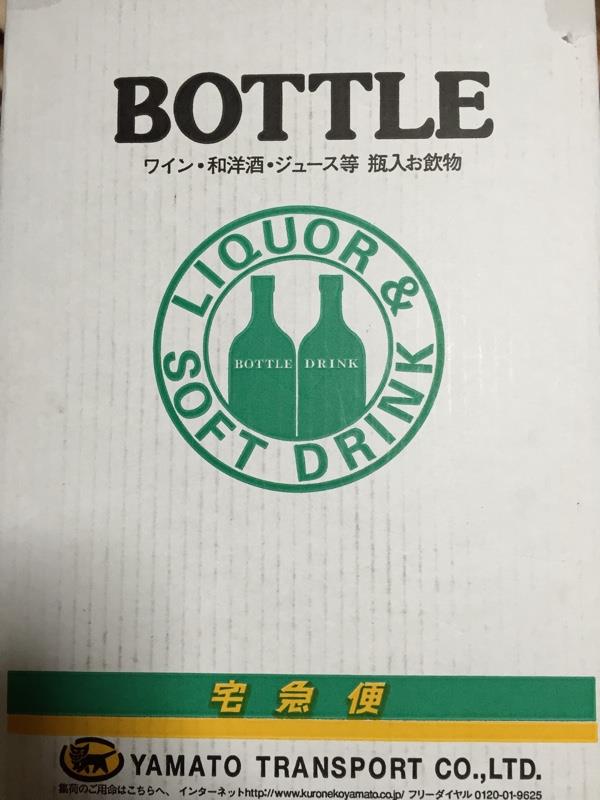 BOTTLE
ワイン・和洋酒・ジュース等 瓶入お飲物
LIQUOR &
BOTTLE DRINK
SOFT DRINK
宅急便
YAMATO TRANSPORT CO.,LTD.
集荷のご用命はこちらへ、 インターネットhttp://www.kuronekoyamato.co.jp/ フリーダイヤル 0120-01-9625